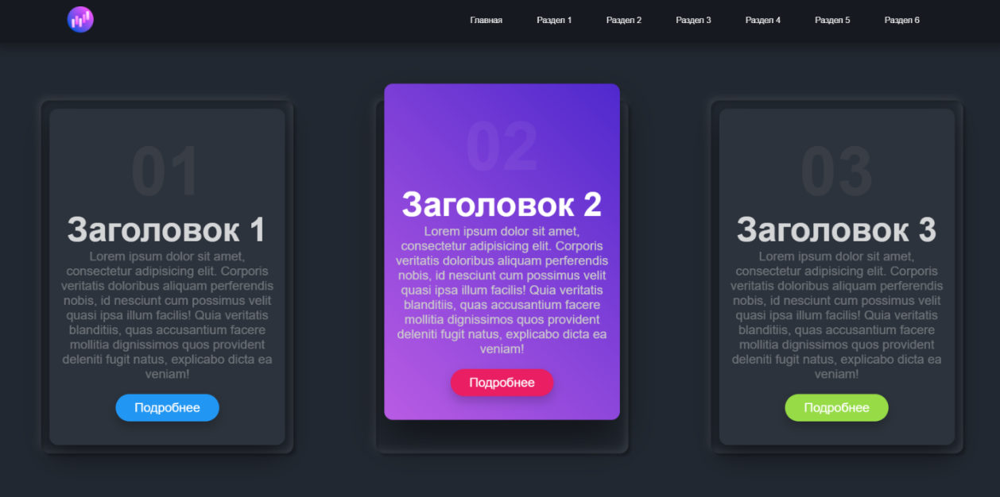 Главная Раздел 1 Раздел 2 Раздел 3 Раздел 4 Раздел 5 Раздел 6
01
Заголовок 1
Lorem ipsum dolor sit amet,
consectetur adipisicing elit. Corporis
veritatis doloribus aliquam perferendis
nobis, id nesciunt cum possimus velit
quasi ipsa illum facilis! Quia veritatis
blanditiis, quas accusantium facere
mollitia dignissimos quos provident
deleniti fugit natus, explicabo dicta ea
veniam!
Подробнее
02
Заголовок 2
Lorem ipsum dolor sit amet,
consectetur adipisicing elit. Corporis
veritatis doloribus aliquam perferendis
nobis, id nesciunt cum possimus velit
quasi ipsa illum facilis! Quia veritatis
blanditiis, quas accusantium facere
mollitia dignissimos quos provident
deleniti fugit natus, explicabo dicta ea
veniam!
Подробнее
03
Заголовок 3
Lorem ipsum dolor sit amet,
consectetur adipisicing elit. Corporis
veritatis doloribus aliquam perferendis
nobis, id nesciunt cum possimus velit
quasi ipsa illum facilis! Quia veritatis
blanditiis, quas accusantium facere
mollitia dignissimos quos provident
deleniti fugit natus, explicabo dicta ea
veniam!
Подробнее